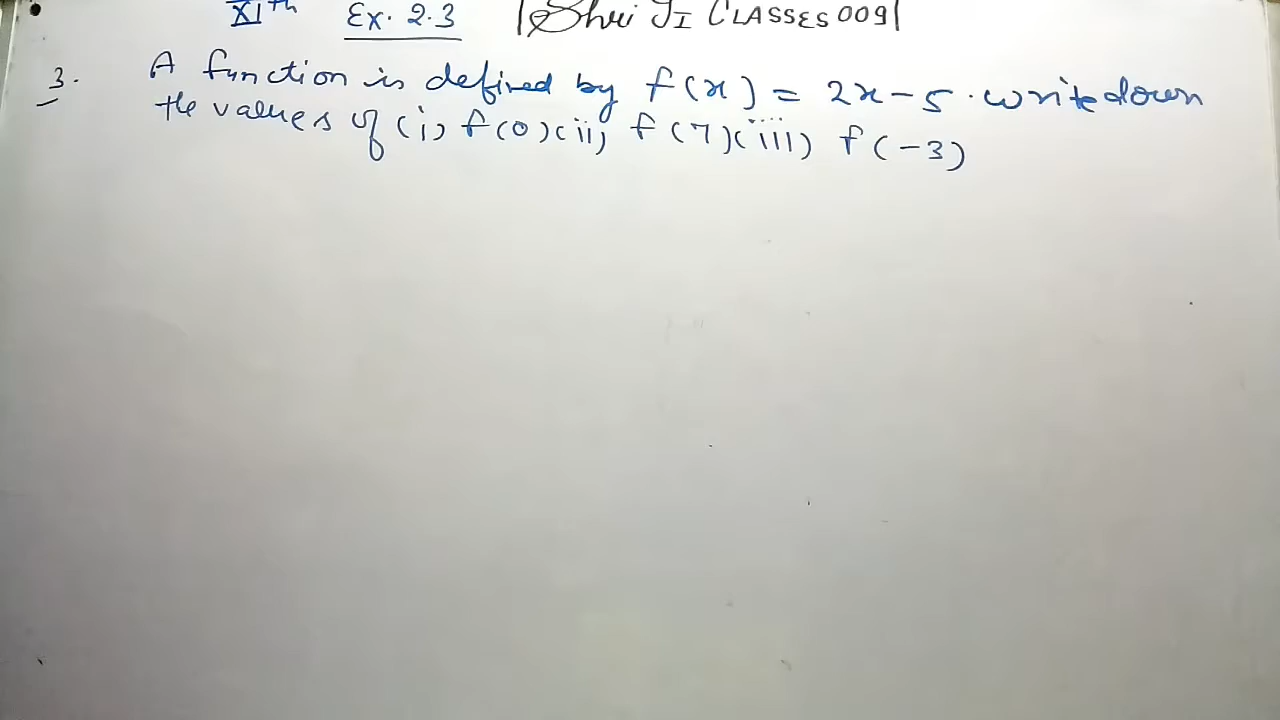 XIth Ex. 2.3 |Shri JI CLASSES 009|
3. A function is defined by f(x) = 2x - 5. write down
the values of (i) f(0) (ii) f(7) (iii) f(-3)